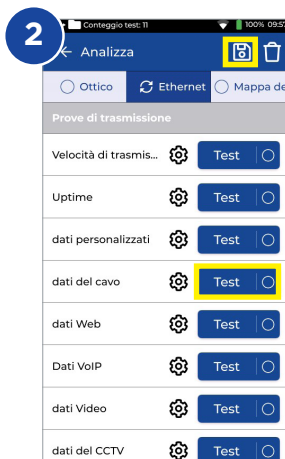 2
Conteggio test: 11 100% 09:57
Analizza
Ottico Ethernet Mappa de
Prove di trasmissione
Velocità di trasmis... Test
Uptime Test
dati personalizzati Test
dati del cavo Test
dati Web Test
Dati VoIP Test
dati Video Test
dati del CCTV Test